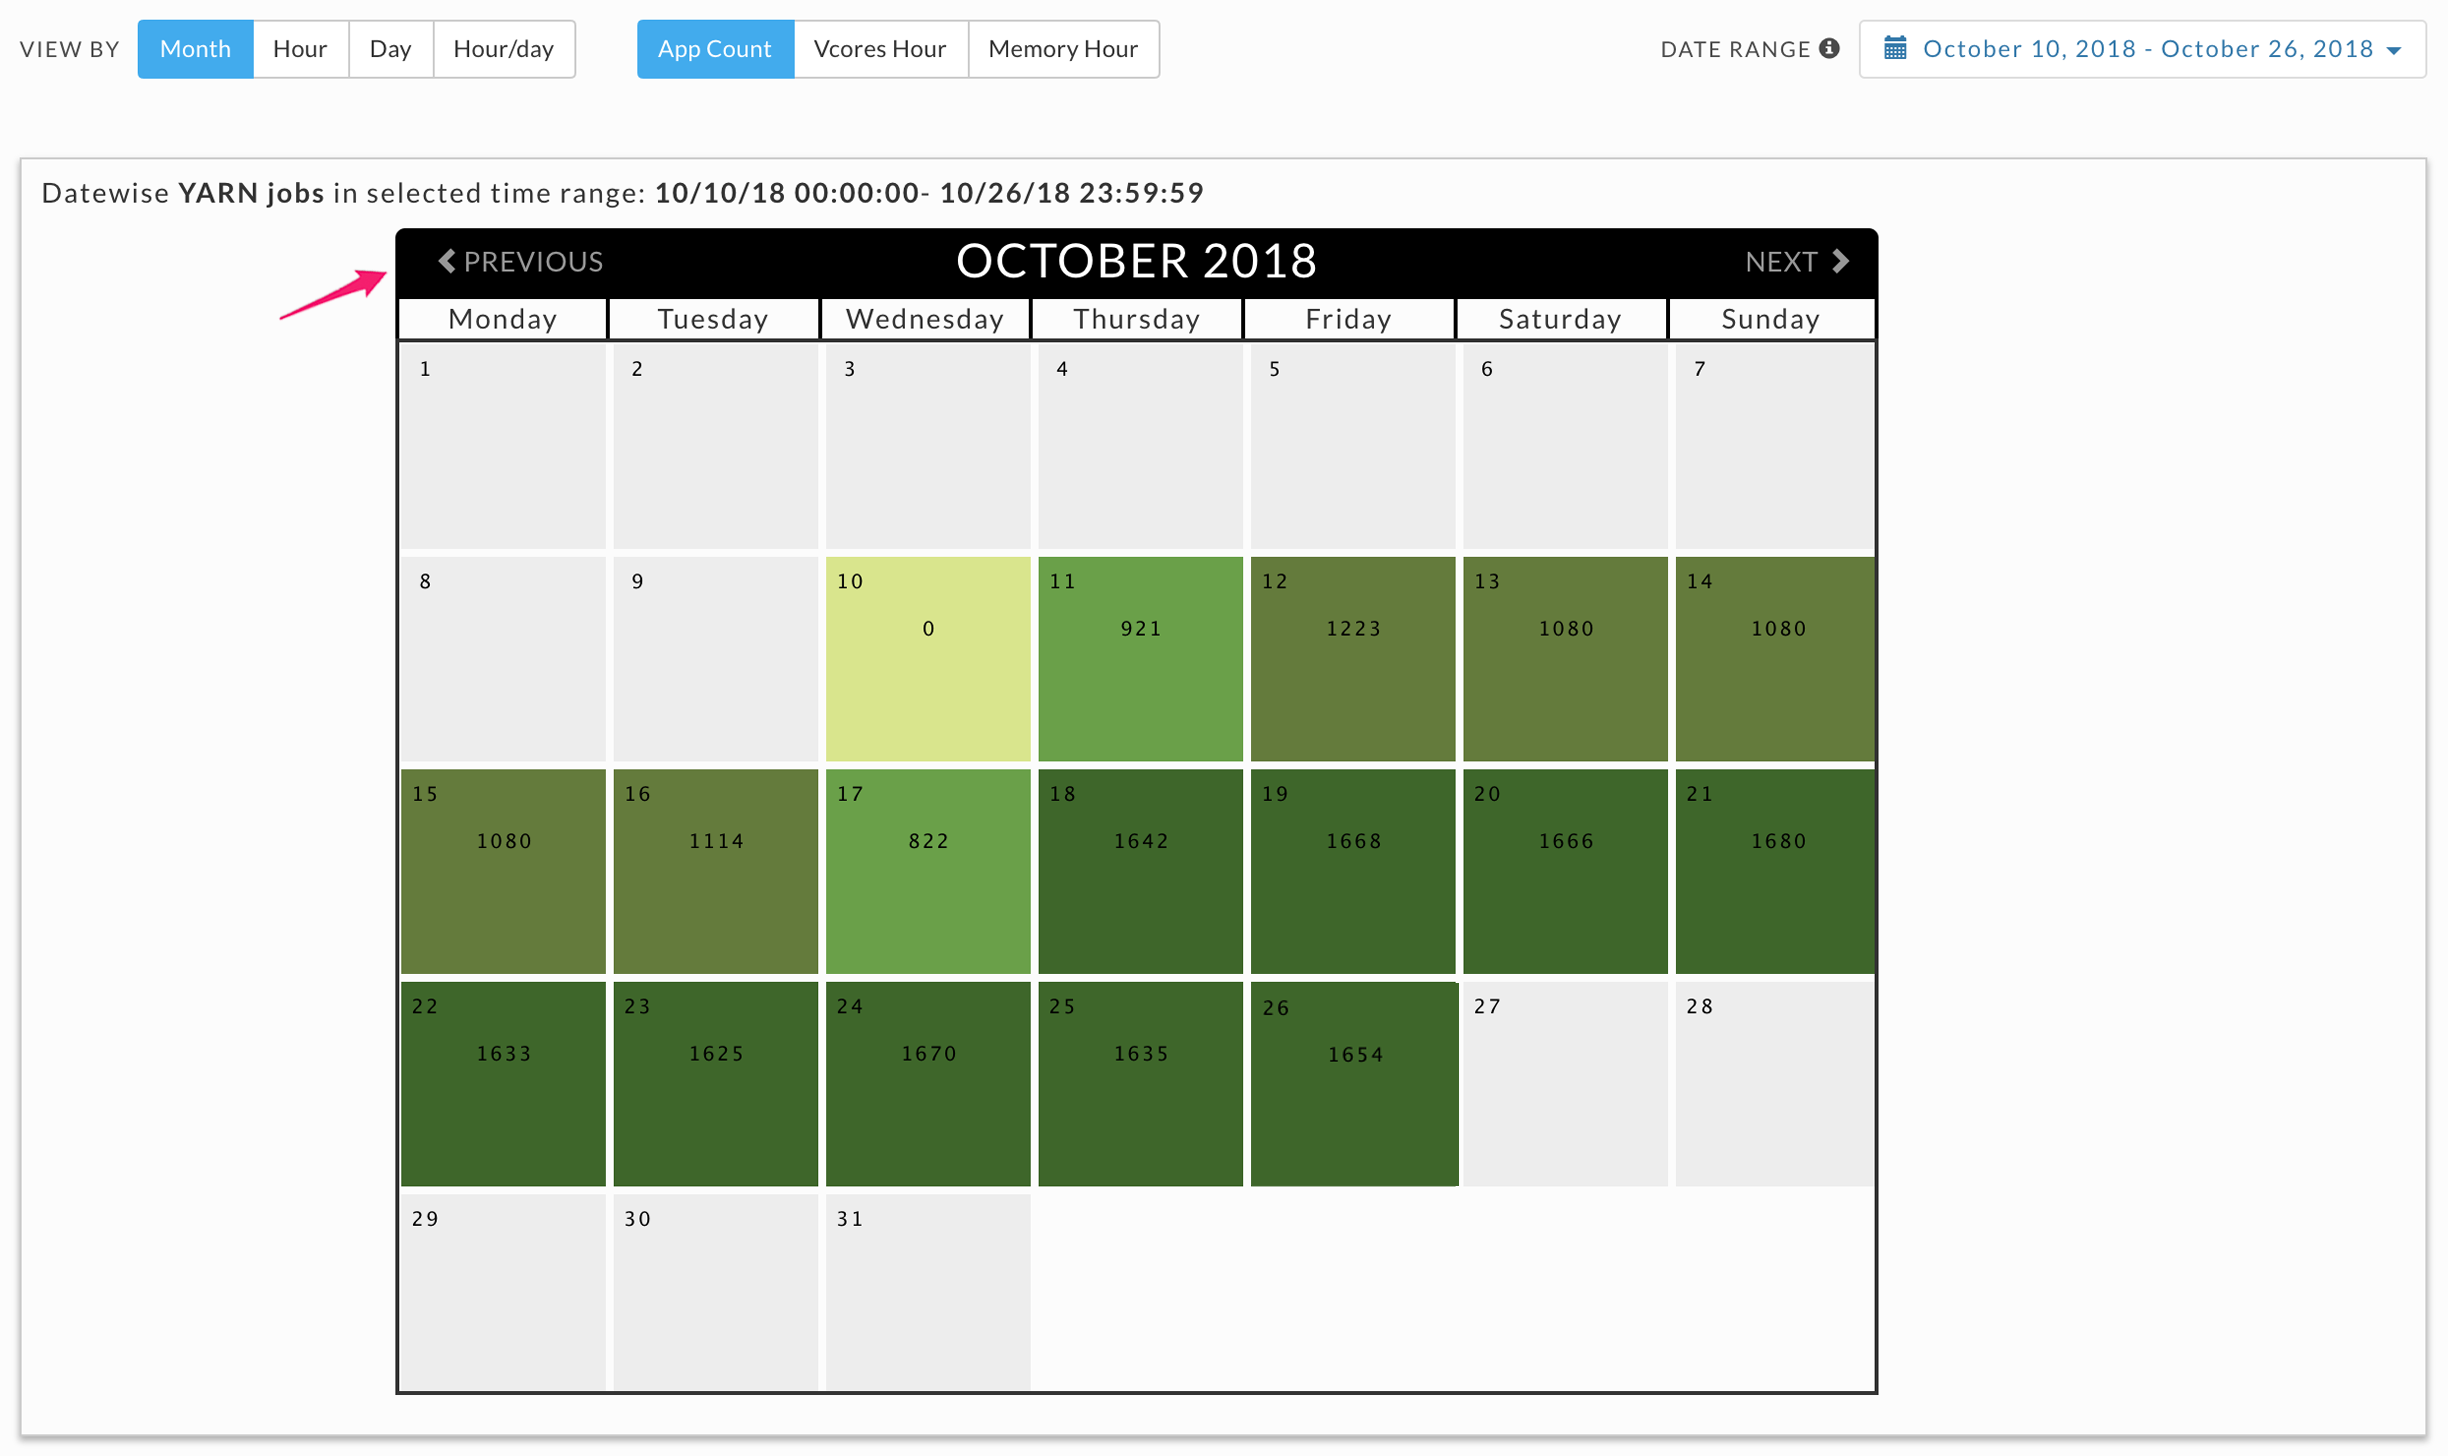 VIEW BY Month Hour Day Hour/day App Count Vcores Hour Memory Hour DATE RANGE October 10, 2018 - October 26, 2018
Datewise YARN jobs in selected time range: 10/10/18 00:00:00- 10/26/18 23:59:59
PREVIOUS OCTOBER 2018 NEXT
Monday Tuesday Wednesday Thursday Friday Saturday Sunday
1 2 3 4 5 6 7
8 9 10 11 12 13 14
0 921 1223 1080 1080
15 16 17 18 19 20 21
1080 1114 822 1642 1668 1666 1680
22 23 24 25 26 27 28
1633 1625 1670 1635 1654
29 30 31